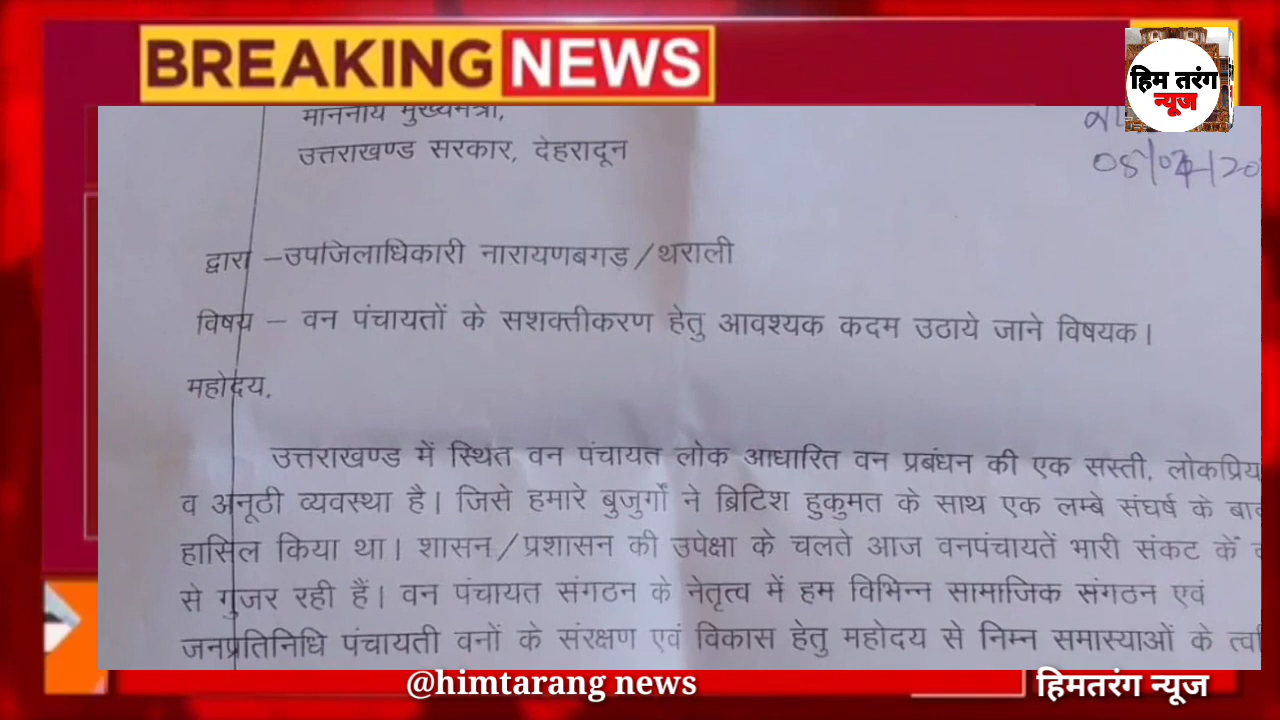 BREAKING NEWS
हिम तरंग
न्यूज
माननीय मुख्यमंत्री,
उत्तराखण्ड सरकार, देहरादून
द्वारा –उपजिलाधिकारी नारायणबगड़/थराली
विषय – वन पंचायतों के सशक्तीकरण हेतु आवश्यक कदम उठाये जाने विषयक।
महोदय,
उत्तराखण्ड में स्थित वन पंचायत लोक आधारित वन प्रबंधन की एक सस्ती, लोकप्रिय
व अनूठी व्यवस्था है। जिसे हमारे बुजुर्गों ने ब्रिटिश हुकुमत के साथ एक लम्बे संघर्ष के
हासिल किया था। शासन/प्रशासन की उपेक्षा के चलते आज वनपंचायतें भारी संकट कें
से गुजर रही हैं। वन पंचायत संगठन के नेतृत्व में हम विभिन्न सामाजिक संगठन एवं
जनप्रतिनिधि पंचायती वनों के संरक्षण एवं विकास हेतु महोदय से निम्न समास्याओं के
@himtarang news
हिमतरंग न्यूज